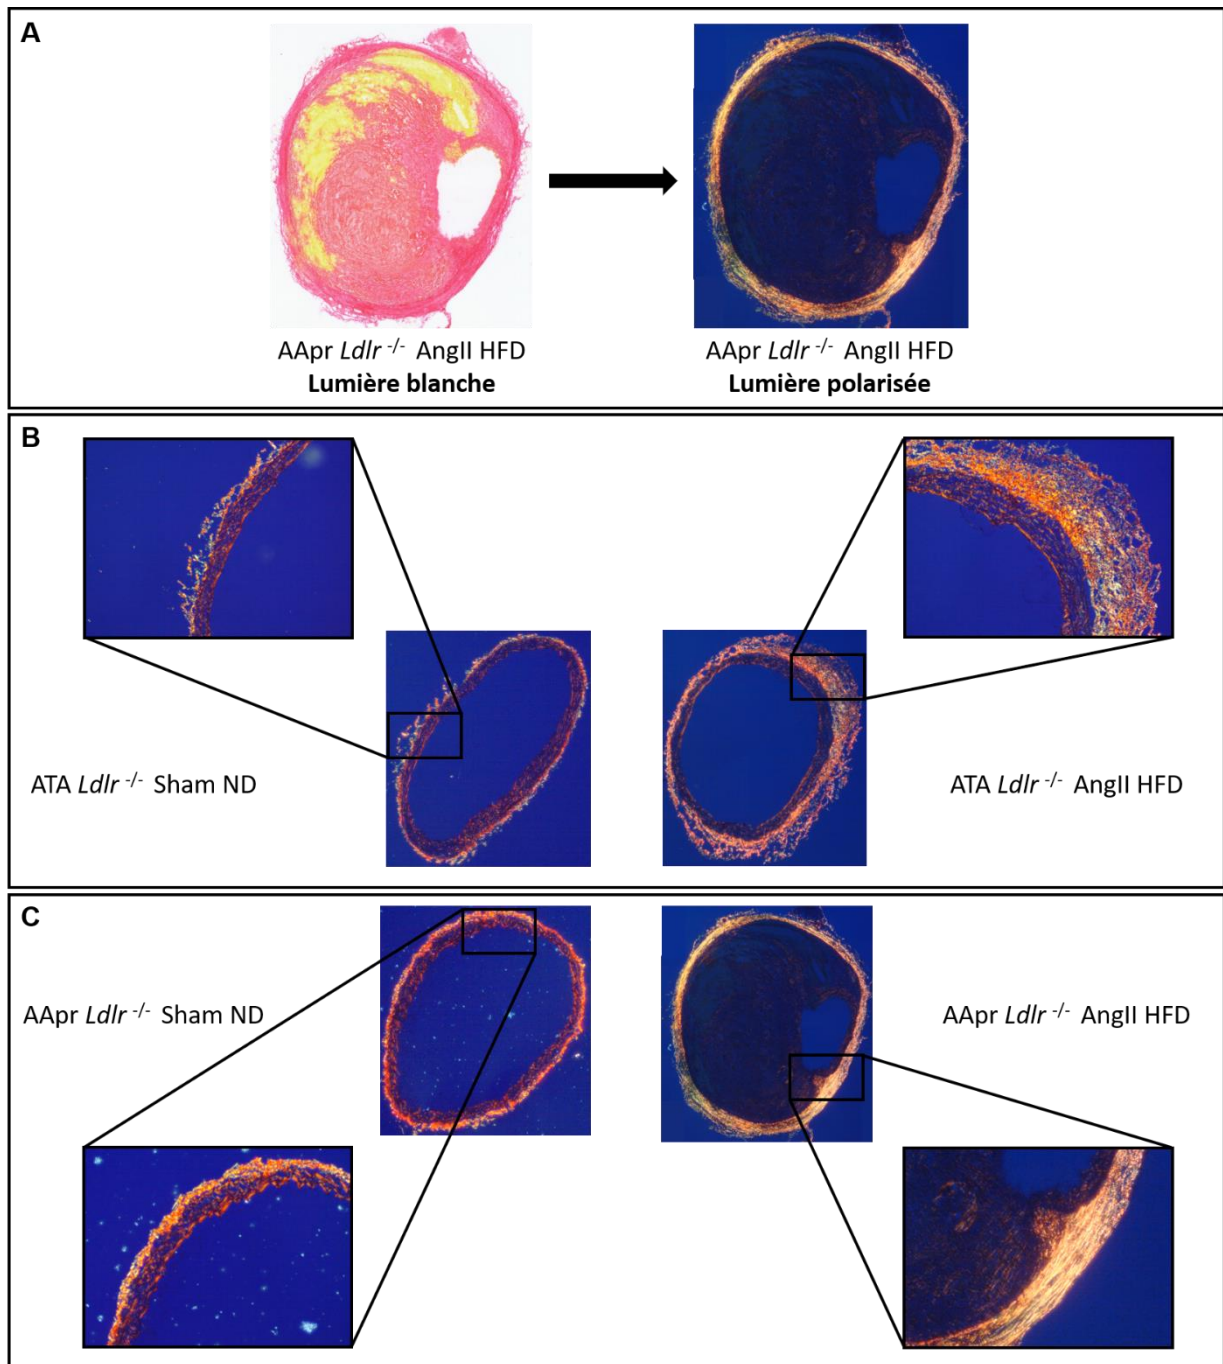 A
AApr Ldlr -/- AngII HFD
Lumière blanche
AApr Ldlr -/- AngII HFD
Lumière polarisée
B
ATA Ldlr -/- Sham ND
ATA Ldlr -/- AngII HFD
C
AApr Ldlr -/- Sham ND
AApr Ldlr -/- AngII HFD